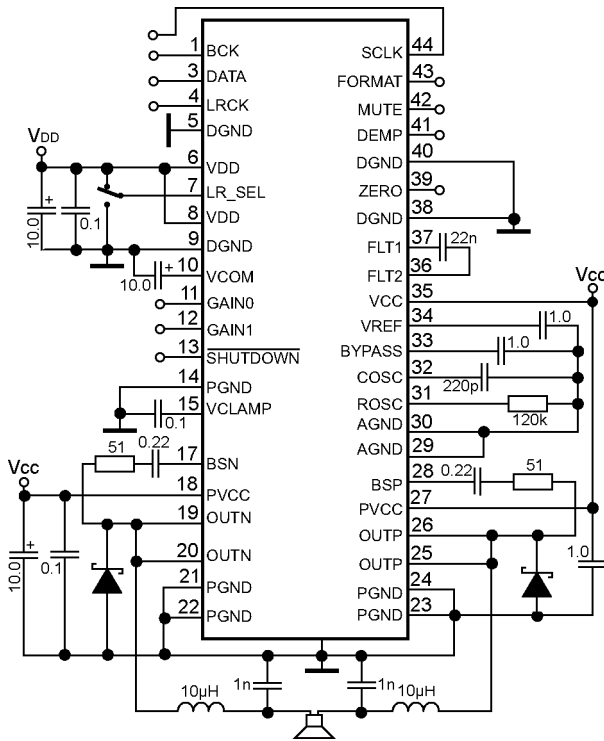 1 BCK
3 DATA
4 LRCK
5 DGND
VDD
6 VDD
7 LR_SEL
8 VDD
9 DGND
10.0 + 0.1
10 VCOM
10.0 +
11 GAIN0
12 GAIN1
13 SHUTDOWN
14 PGND
15 VCLAMP
0.1
51 0.22
17 BSN
Vcc
18 PVCC
19 OUTN
20 OUTN
21 PGND
22 PGND
10.0 + 0.1
SCLK 44
FORMAT 43
MUTE 42
DEMP 41
DGND 40
ZERO 39
DGND 38
FLT1 37
22n
FLT2 36
Vcc
VCC 35
VREF 34
1.0
BYPASS 33
1.0
COSC 32
220p
ROSC 31
120k
AGND 30
AGND 29
BSP 28
0.22 51
PVCC 27
OUTP 26
OUTP 25
1.0
PGND 24
PGND 23
1n 1n
10µH 10µH